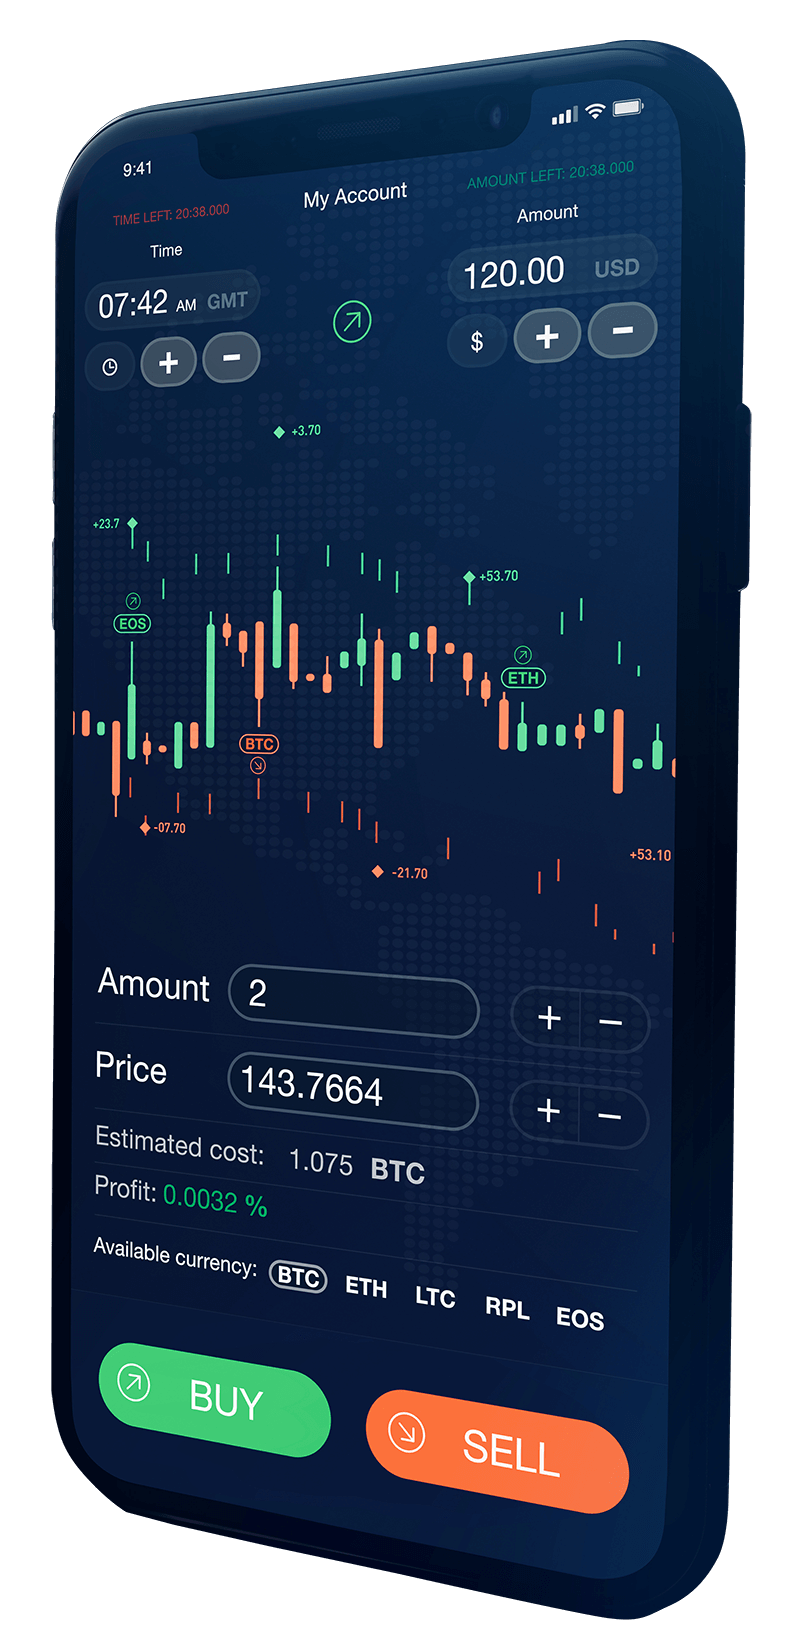 9:41
TIME LEFT: 20:38.000
My Account
AMOUNT LEFT: 20:38.000
Time
Amount
07:42 AM GMT
120.00 USD
+ -
$ + -
+3.70
+23.7
+53.70
EOS
ETH
BTC
-07.70
+53.10
-21.70
Amount 2 + −
Price 143.7664 + −
Estimated cost: 1.075 BTC
Profit: 0.0032 %
Available currency: BTC ETH LTC RPL EOS
BUY
SELL